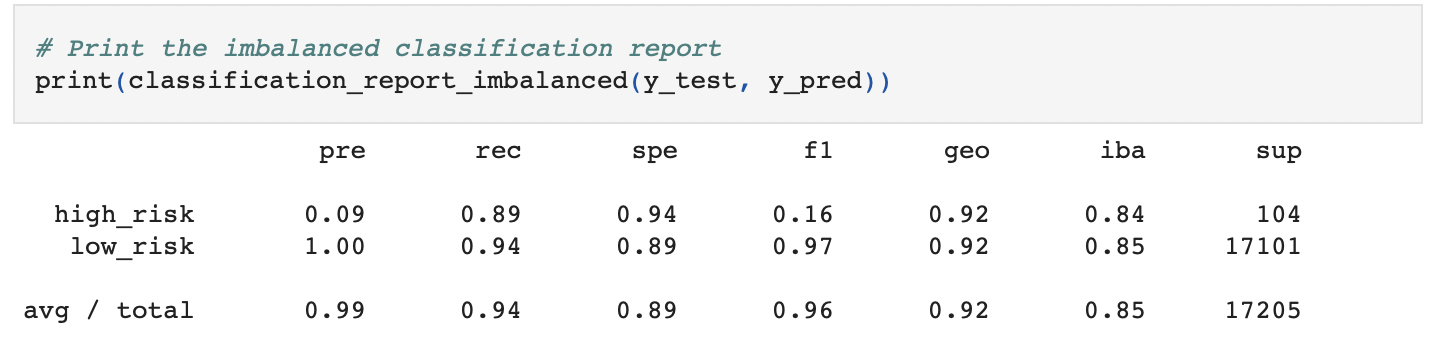 # Print the imbalanced classification report
print(classification_report_imbalanced(y_test, y_pred))
pre rec spe f1 geo iba sup
high_risk 0.09 0.89 0.94 0.16 0.92 0.84 104
low_risk 1.00 0.94 0.89 0.97 0.92 0.85 17101
avg / total 0.99 0.94 0.89 0.96 0.92 0.85 17205